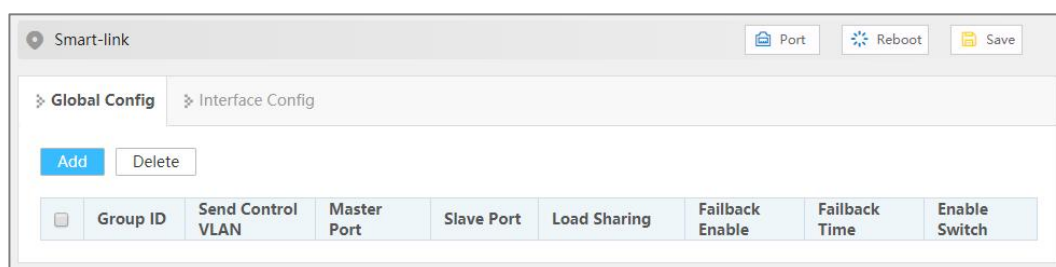 Smart-link Port Reboot Save
Global Config Interface Config
Add Delete
Group ID Send Control VLAN Master Port Slave Port Load Sharing Failback Enable Failback Time Enable Switch